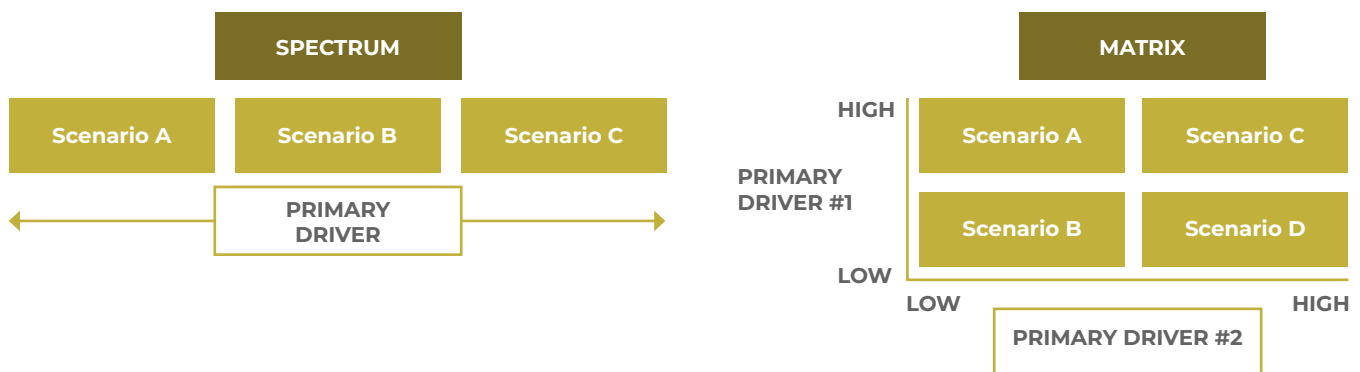 SPECTRUM
Scenario A
Scenario B
Scenario C
PRIMARY
DRIVER
MATRIX
HIGH
Scenario A
Scenario C
PRIMARY
DRIVER #1
Scenario B
Scenario D
LOW
LOW
HIGH
PRIMARY DRIVER #2